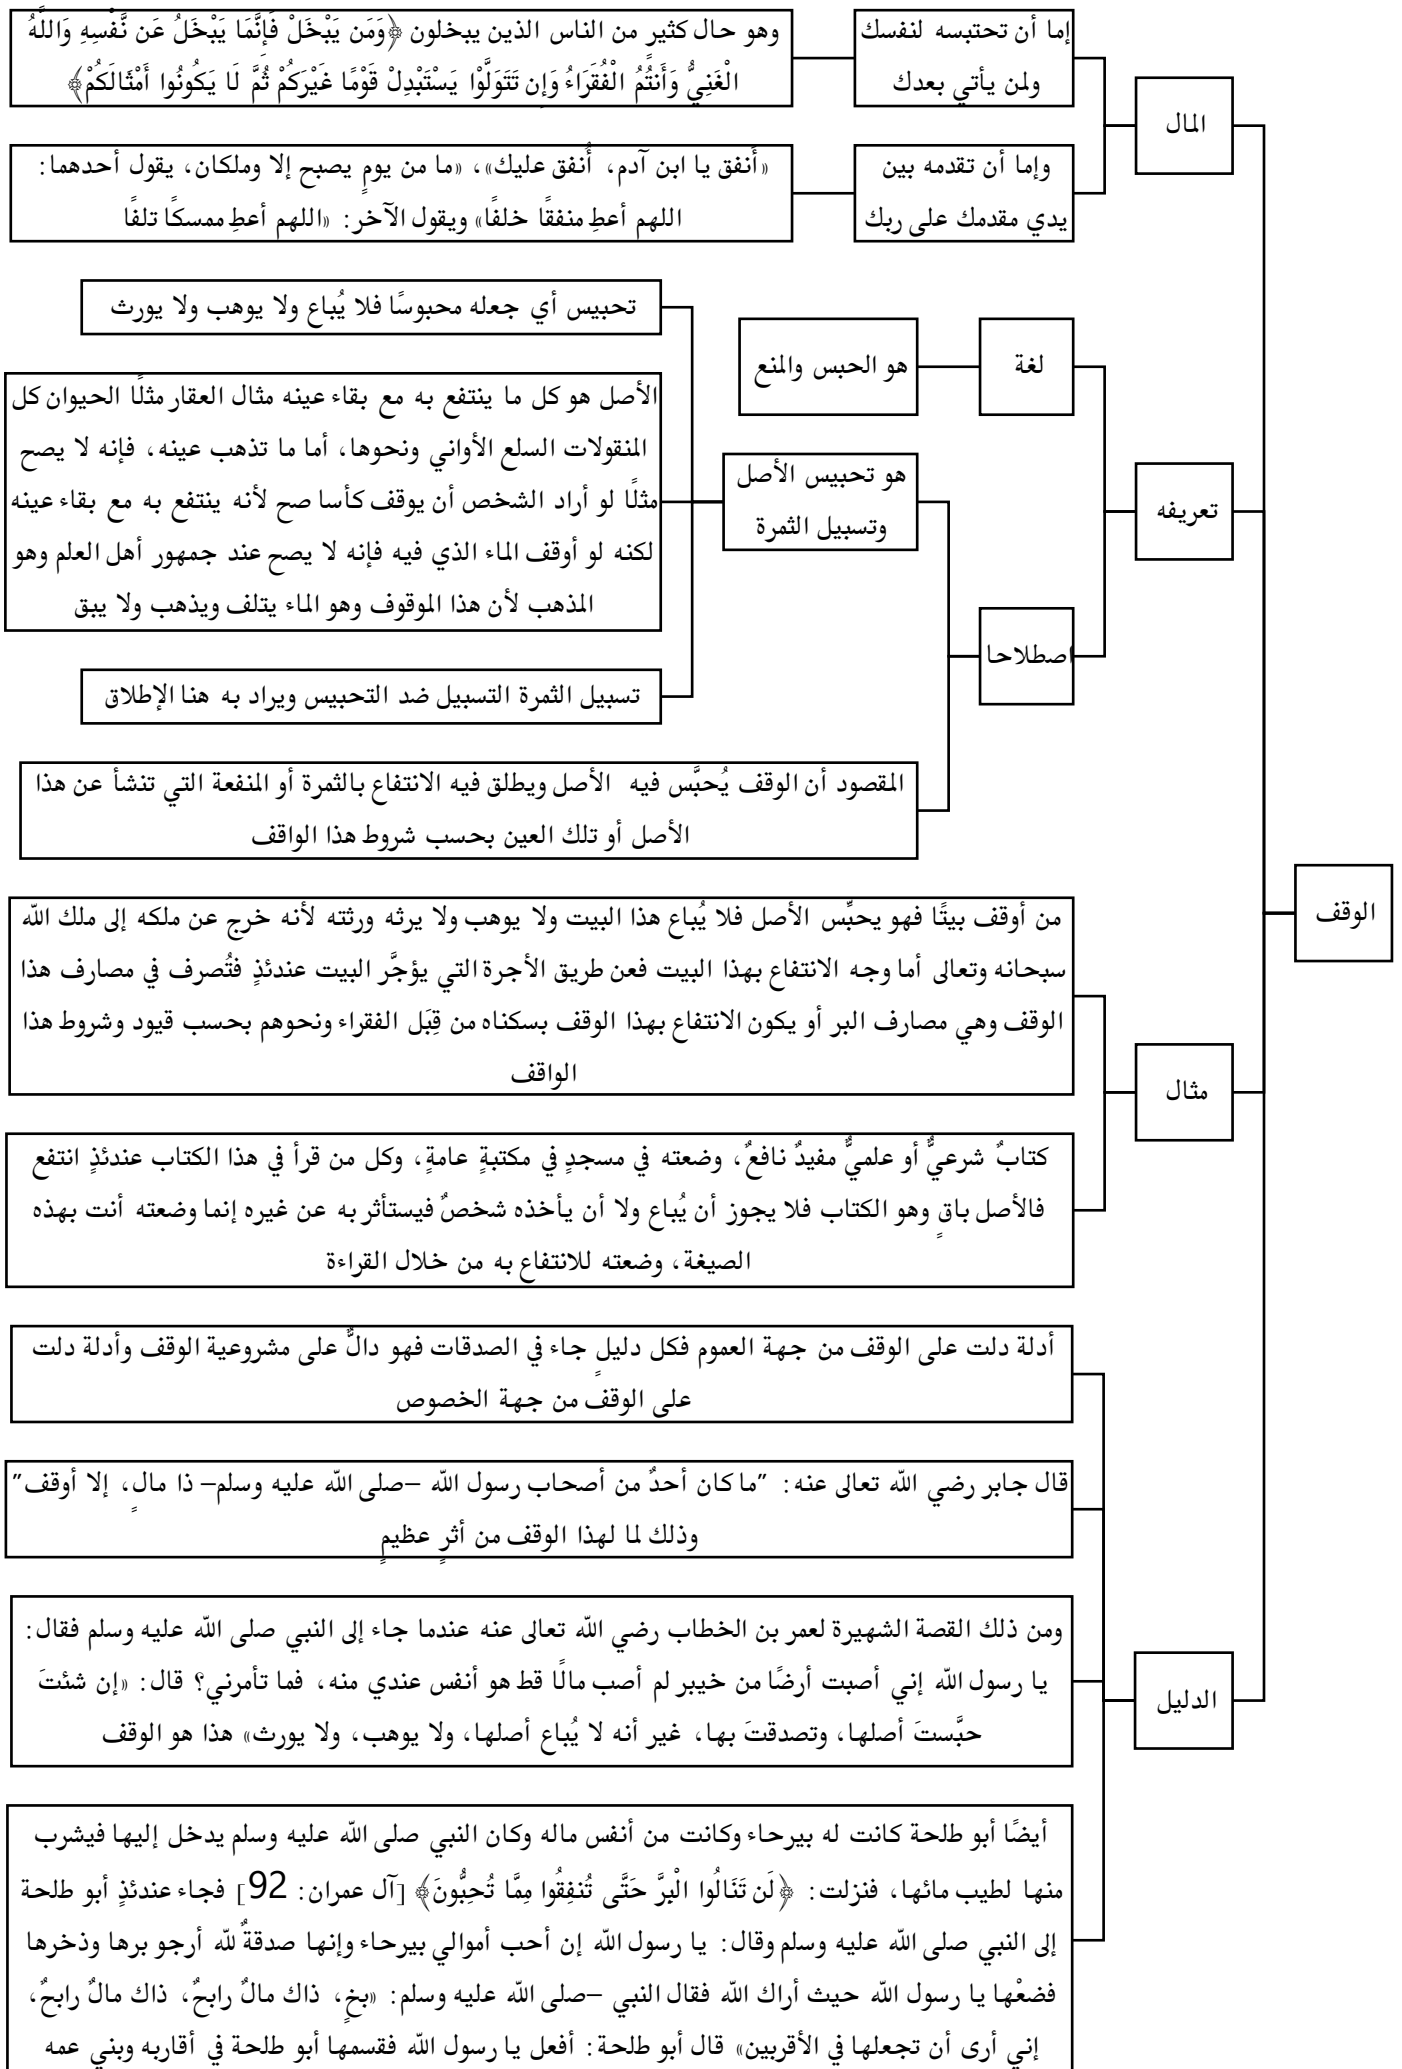 الوقف
المال
إما أن تحتبسه لنفسك
ولمن يأتي بعدك
وهو حال كثيرٍ من الناس الذين يبخلون ﴿وَمَن يَبْخَلْ فَإِنَّمَا يَبْخَلُ عَن نَّفْسِهِ وَاللَّهُ
الْغَنِيُّ وَأَنتُمُ الْفُقَرَاءُ وَإِن تَتَوَلَّوْا يَسْتَبْدِلْ قَوْمًا غَيْرَكُمْ ثُمَّ لَا يَكُونُوا أَمْثَالَكُمْ﴾
وإما أن تقدمه بين
يدي مقدمك على ربك
«أَنفق يا ابن آدم، أُنفق عليك»، «ما من يومٍ يصبح إلا وملكان، يقول أحدهما:
اللهم أعطِ منفقًا خلفًا» ويقول الآخر: «اللهم أعطِ ممسكًا تلفًا
تعريفه
لغة
هو الحبس والمنع
اصطلاحا
هو تحبيس الأصل
وتسبيل الثمرة
تحبيس أي جعله محبوسًا فلا يُباع ولا يوهب ولا يورث
الأصل هو كل ما ينتفع به مع بقاء عينه مثال العقار مثلًا الحيوان كل
المنقولات السلع الأواني ونحوها، أما ما تذهب عينه، فإنه لا يصح
مثلًا لو أراد الشخص أن يوقف كأسا صح لأنه ينتفع به مع بقاء عينه
لكنه لو أوقف الماء الذي فيه فإنه لا يصح عند جمهور أهل العلم وهو
المذهب لأن هذا الموقوف وهو الماء يتلف ويذهب ولا يبق
تسبيل الثمرة التسبيل ضد التحبيس ويراد به هنا الإطلاق
المقصود أن الوقف يُحبَّس فيه الأصل ويطلق فيه الانتفاع بالثمرة أو المنفعة التي تنشأ عن هذا
الأصل أو تلك العين بحسب شروط هذا الواقف
مثال
من أوقف بيتًا فهو يحبِّس الأصل فلا يُباع هذا البيت ولا يوهب ولا يرثه ورثته لأنه خرج عن ملكه إلى ملك الله
سبحانه وتعالى أما وجه الانتفاع بهذا البيت فعن طريق الأجرة التي يؤجَّر البيت عندئذٍ فتُصرف في مصارف هذا
الوقف وهي مصارف البر أو يكون الانتفاع بهذا الوقف بسكناه من قِبَل الفقراء ونحوهم بحسب قيود وشروط هذا
الواقف
كتابٌ شرعيٌّ أو علميٌّ مفيدٌ نافعٌ، وضعته في مسجدٍ في مكتبةٍ عامةٍ، وكل من قرأ في هذا الكتاب عندئذٍ انتفع
فالأصل باقٍ وهو الكتاب فلا يجوز أن يُباع ولا أن يأخذه شخصٌ فيستأثر به عن غيره إنما وضعته أنت بهذه
الصيغة، وضعته للانتفاع به من خلال القراءة
الدليل
أدلة دلت على الوقف من جهة العموم فكل دليلٍ جاء في الصدقات فهو دالٌّ على مشروعية الوقف وأدلة دلت
على الوقف من جهة الخصوص
قال جابر رضي الله تعالى عنه: "ما كان أحدٌ من أصحاب رسول الله –صلى الله عليه وسلم– ذا مالٍ، إلا أوقف"
وذلك لما لهذا الوقف من أثرٍ عظيمٍ
ومن ذلك القصة الشهيرة لعمر بن الخطاب رضي الله تعالى عنه عندما جاء إلى النبي صلى الله عليه وسلم فقال:
يا رسول الله إني أصبت أرضًا من خيبر لم أصب مالًا قط هو أنفس عندي منه، فما تأمرني؟ قال: «إن شئتَ
حبَّستَ أصلها، وتصدقتَ بها، غير أنه لا يُباع أصلها، ولا يوهب، ولا يورث» هذا هو الوقف
أيضًا أبو طلحة كانت له بيرحاء وكانت من أنفس ماله وكان النبي صلى الله عليه وسلم يدخل إليها فيشرب
منها لطيب مائها، فنزلت: ﴿لَن تَنَالُوا الْبِرَّ حَتَّى تُنفِقُوا مِمَّا تُحِبُّونَ﴾ [آل عمران: 92] فجاء عندئذٍ أبو طلحة
إلى النبي صلى الله عليه وسلم وقال: يا رسول الله إن أحب أموالي بيرحاء وإنها صدقةٌ لله أرجو برها وذخرها
فضعْها يا رسول الله حيث أراك الله فقال النبي –صلى الله عليه وسلم: «بخٍ، ذاك مالٌ رابحٌ، ذاك مالٌ رابحٌ،
إني أرى أن تجعلها في الأقربين» قال أبو طلحة: أفعل يا رسول الله فقسمها أبو طلحة في أقاربه وبني عمه